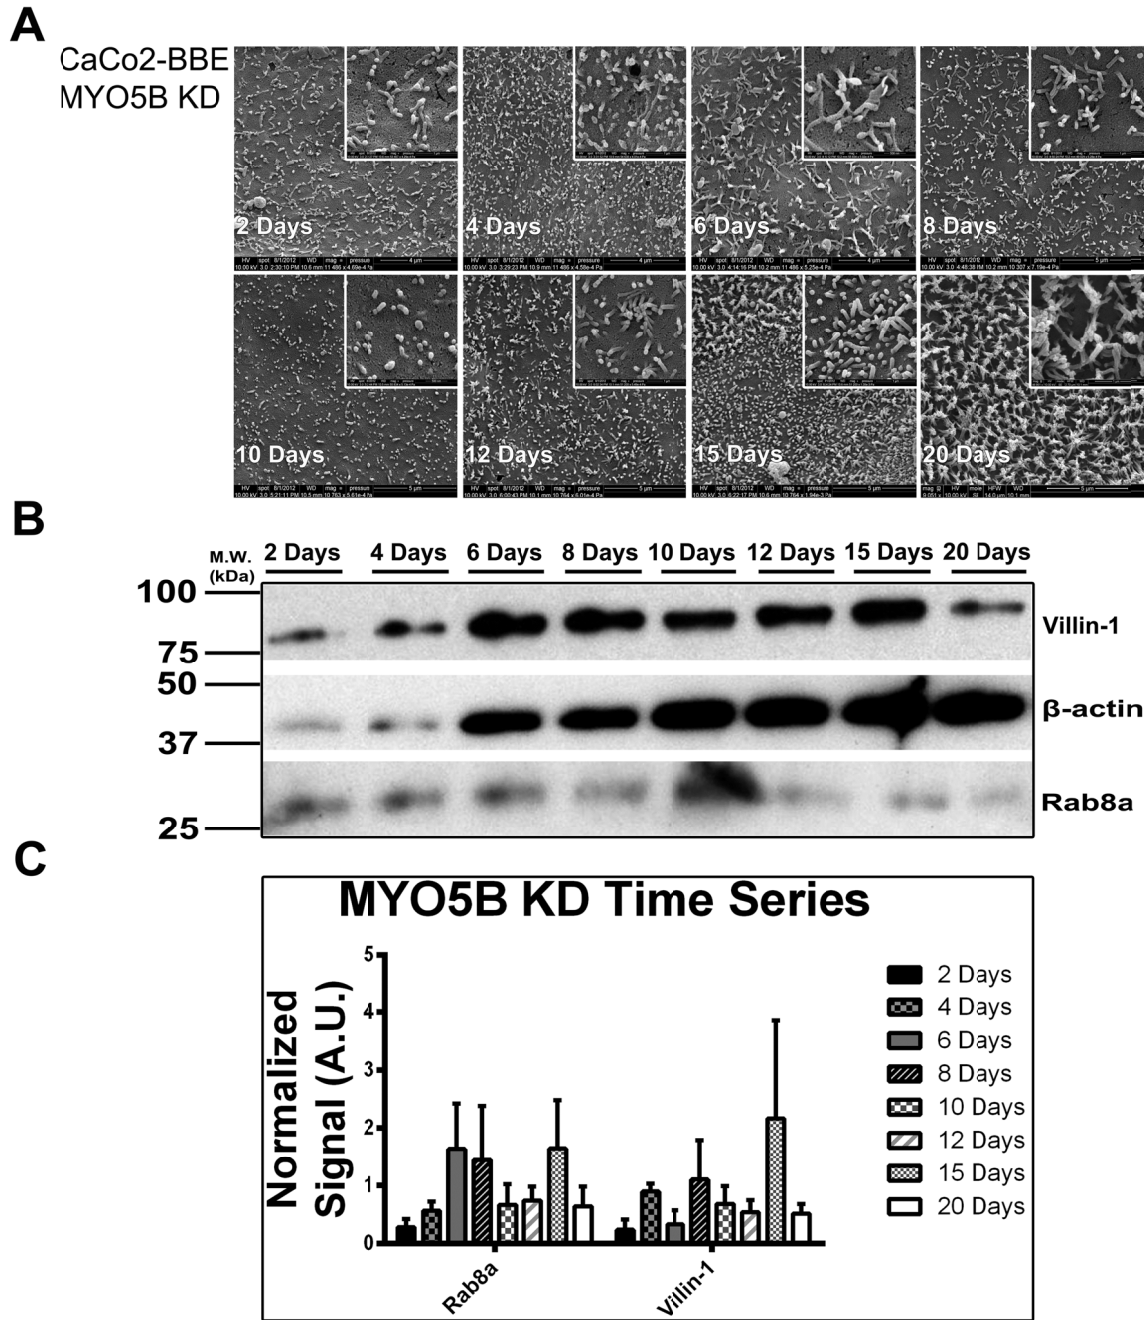 A
CaCo2-BBE
MYO5B KD
2 Days
4 Days
6 Days
8 Days
10 Days
12 Days
15 Days
20 Days
B
M.W.
(kDa)
2 Days 4 Days 6 Days 8 Days 10 Days 12 Days 15 Days 20 Days
100
75
Villin-1
50
37
β-actin
25
Rab8a
C
MYO5B KD Time Series
Normalized
Signal (A.U.)
5
4
3
2
1
0
Rab8a
Villin-1
2 Days
4 Days
6 Days
8 Days
10 Days
12 Days
15 Days
20 Days